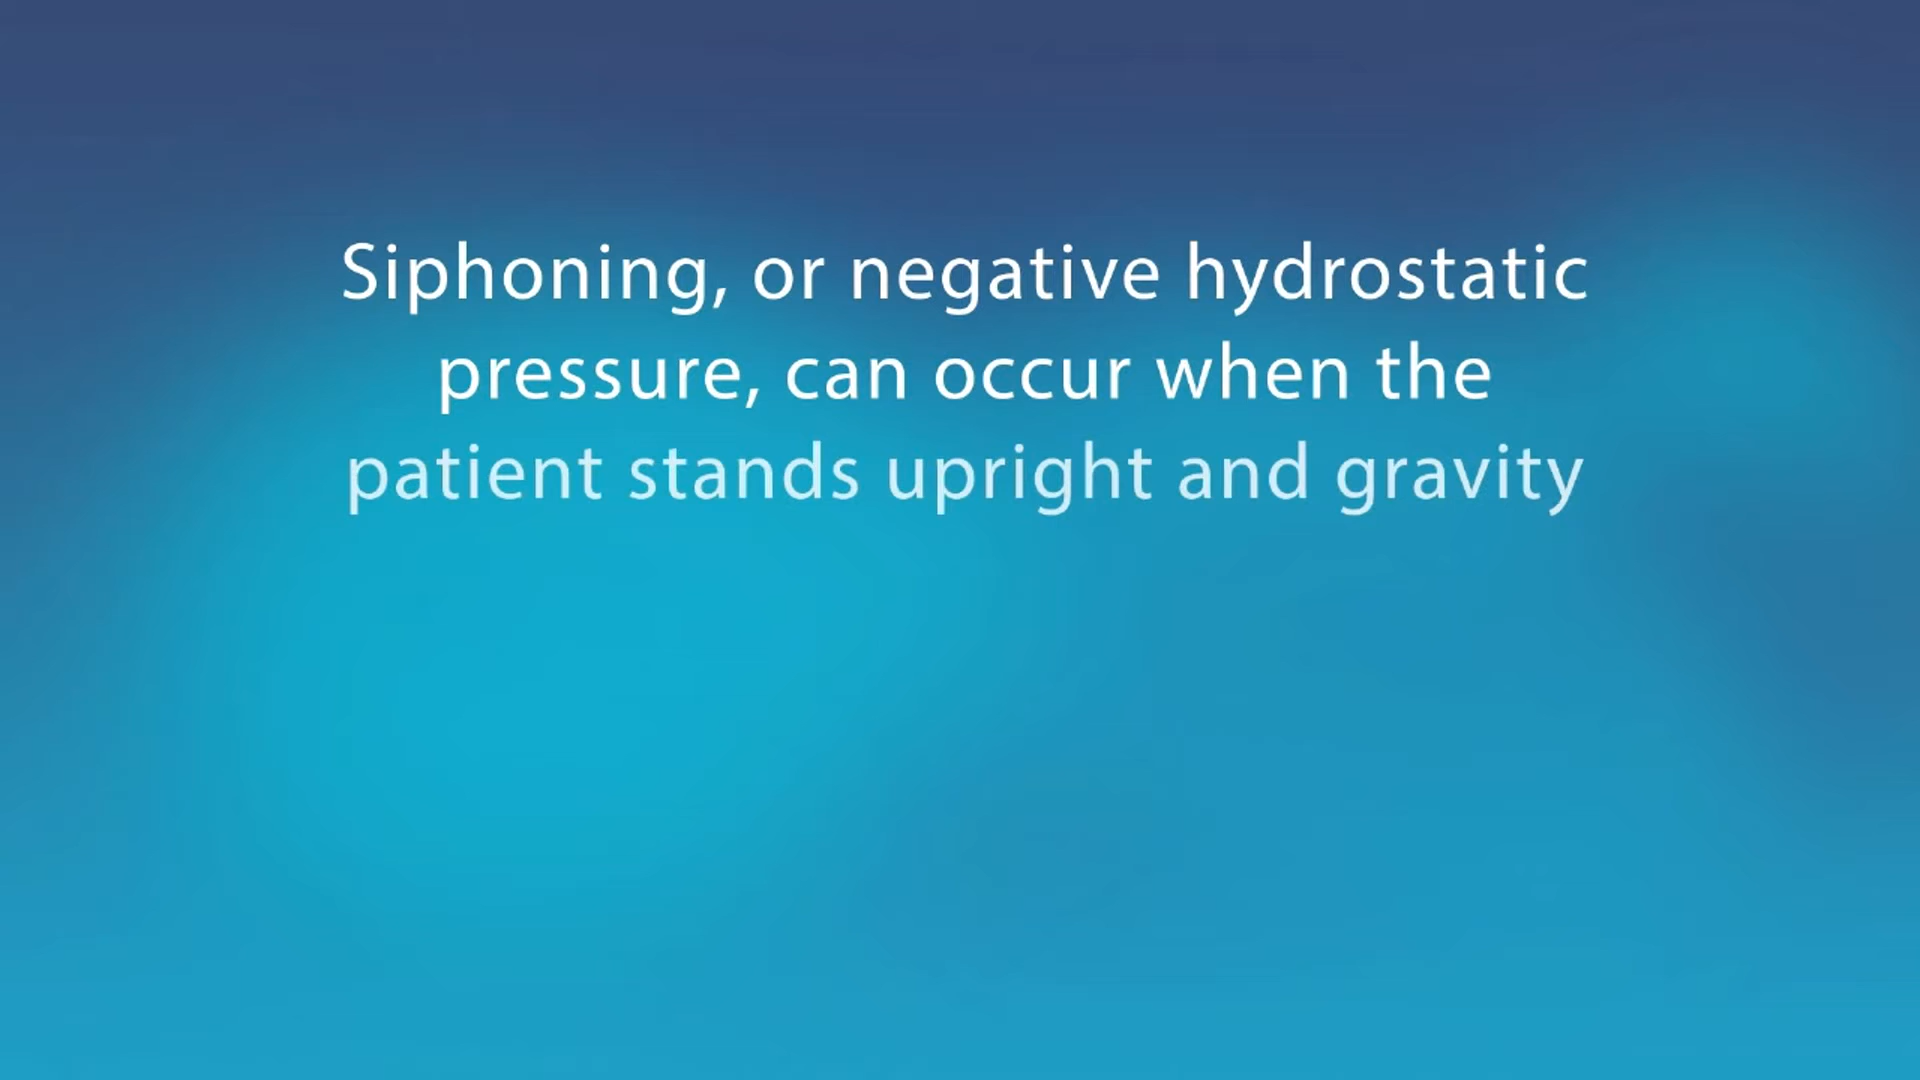 Siphoning, or negative hydrostatic
pressure, can occur when the
patient stands upright and gravity